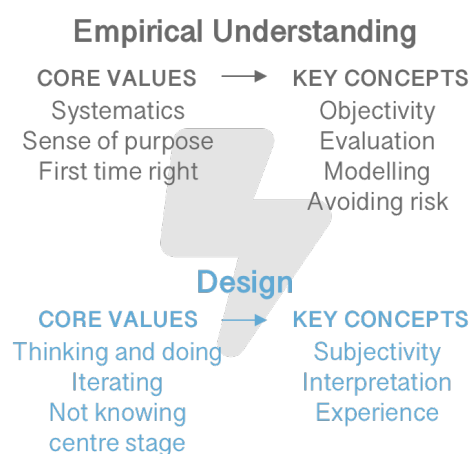 Empirical Understanding
CORE VALUES → KEY CONCEPTS
Systematics
Sense of purpose
First time right
Objectivity
Evaluation
Modelling
Avoiding risk
Design
CORE VALUES → KEY CONCEPTS
Thinking and doing
Iterating
Not knowing
centre stage
Subjectivity
Interpretation
Experience